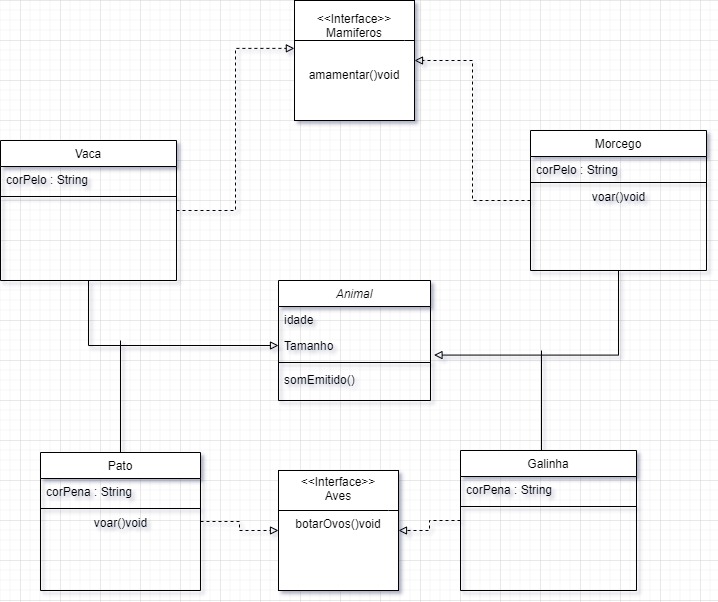 <<Interface>>
Mamíferos
amamentar()void
Vaca
corPelo : String
Morcego
corPelo : String
voar()void
Animal
idade
Tamanho
somEmitido()
Pato
corPena : String
voar()void
<<Interface>>
Aves
botarOvos()void
Galinha
corPena : String